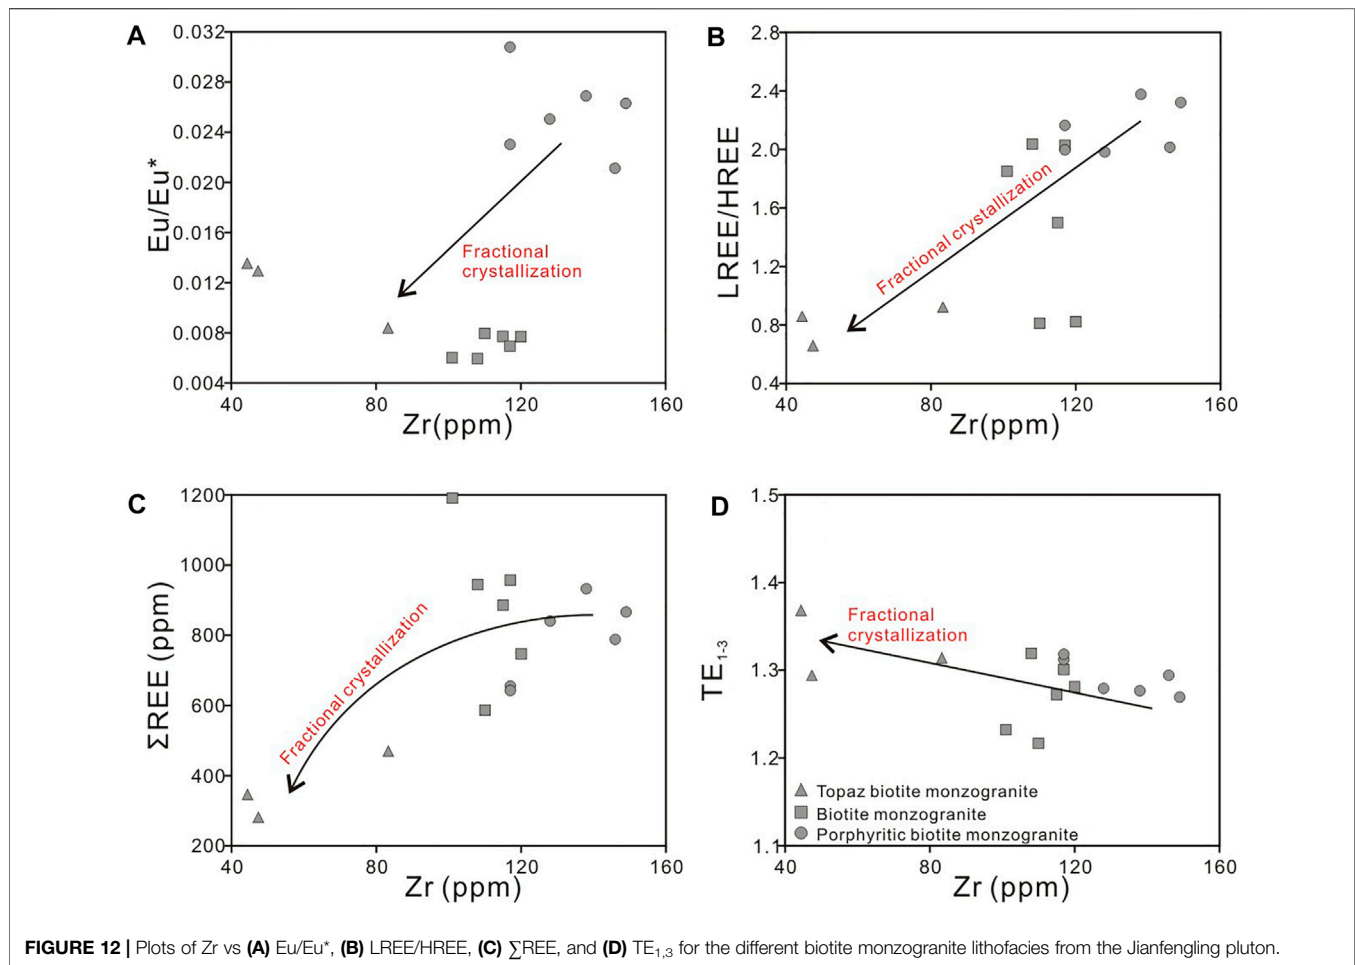 A
0.032
0.028
0.024
0.020
0.016
0.012
0.008
0.004
Eu/Eu*
Fractional
crystallization
40
80
120
160
Zr(ppm)
B
2.8
2.4
2.0
1.6
1.2
0.8
0.4
LREE/HREE
Fractional crystallization
40
80
120
160
Zr(ppm)
C
1200
1000
800
600
400
200
ΣREE (ppm)
Fractional crystallization
40
80
120
160
Zr (ppm)
D
1.5
1.4
1.3
1.2
1.1
TE1-3
Fractional
crystallization
Topaz biotite monzogranite
Biotite monzogranite
Porphyritic biotite monzogranite
40
80
120
160
Zr (ppm)
FIGURE 12 | Plots of Zr vs (A) Eu/Eu*, (B) LREE/HREE, (C) ∑REE, and (D) TE1,3 for the different biotite monzogranite lithofacies from the Jianfengling pluton.